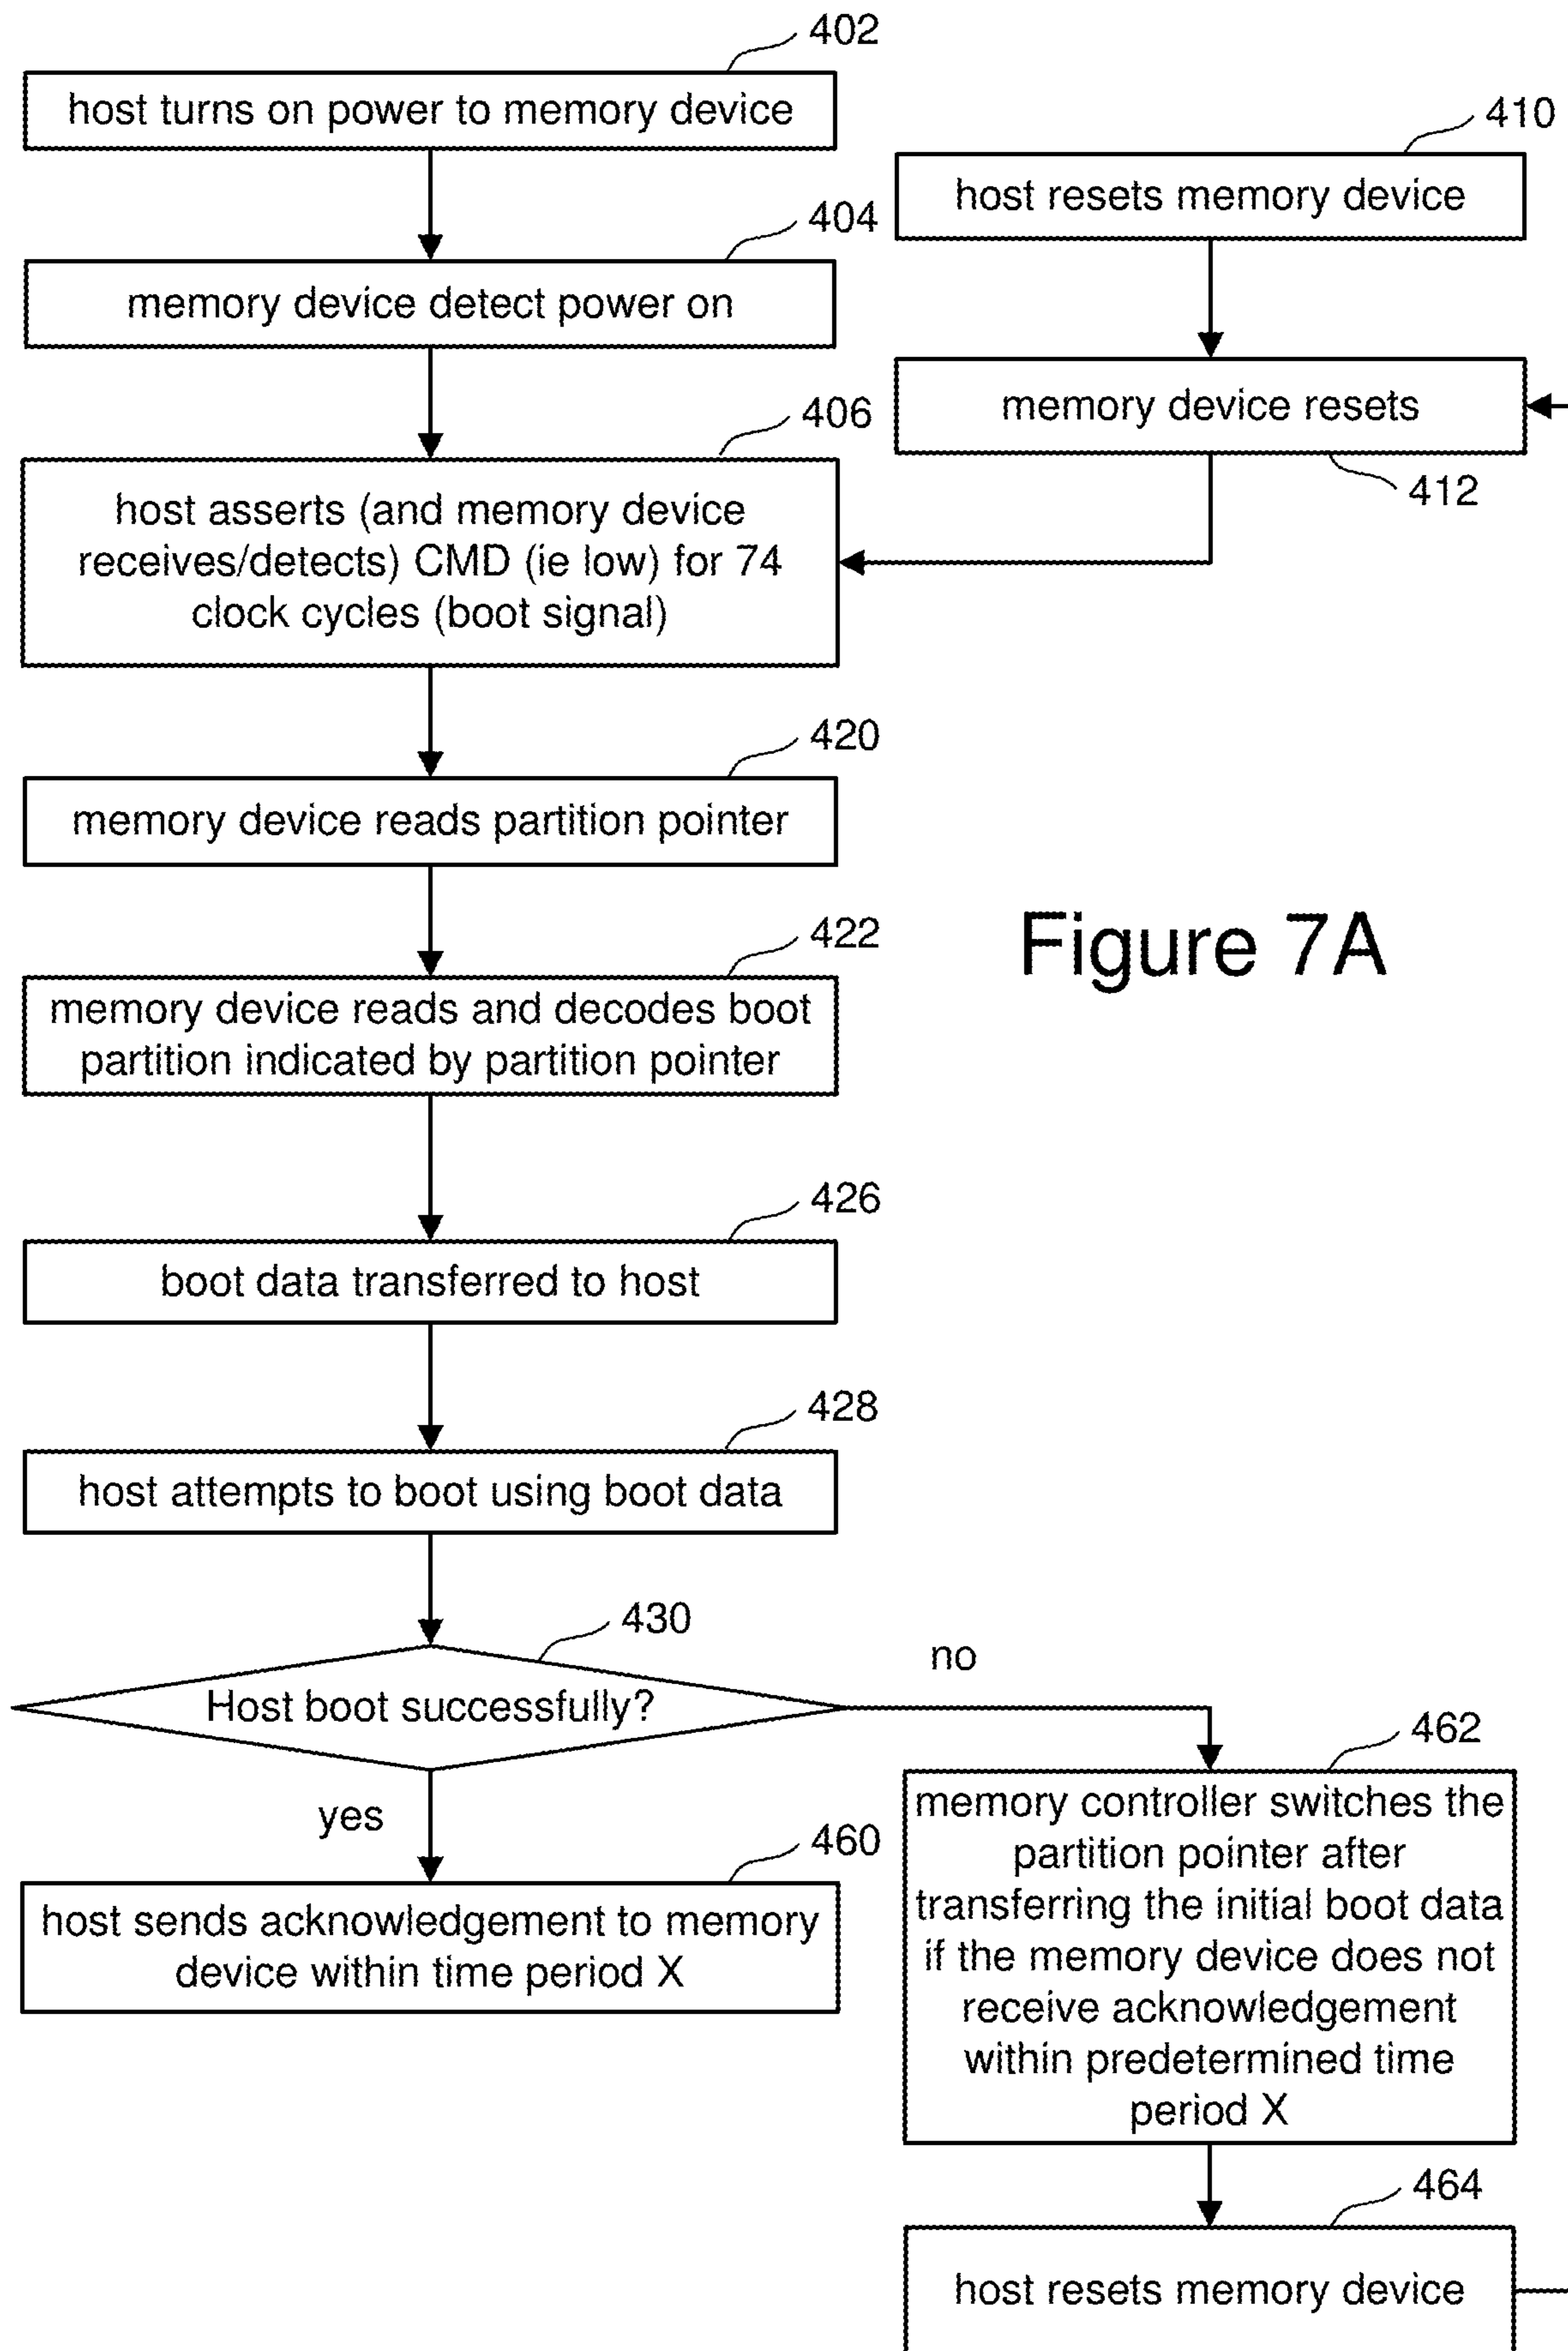 402
host turns on power to memory device
410
host resets memory device
404
memory device detect power on
memory device resets
412
406
host asserts (and memory device
receives/detects) CMD (ie low) for 74
clock cycles (boot signal)
420
memory device reads partition pointer
422
memory device reads and decodes boot
partition indicated by partition pointer
Figure 7A
426
boot data transferred to host
428
host attempts to boot using boot data
430
Host boot successfully?
no
yes
460
host sends acknowledgement to memory
device within time period X
462
memory controller switches the
partition pointer after
transferring the initial boot data
if the memory device does not
receive acknowledgement
within predetermined time
period X
464
host resets memory device